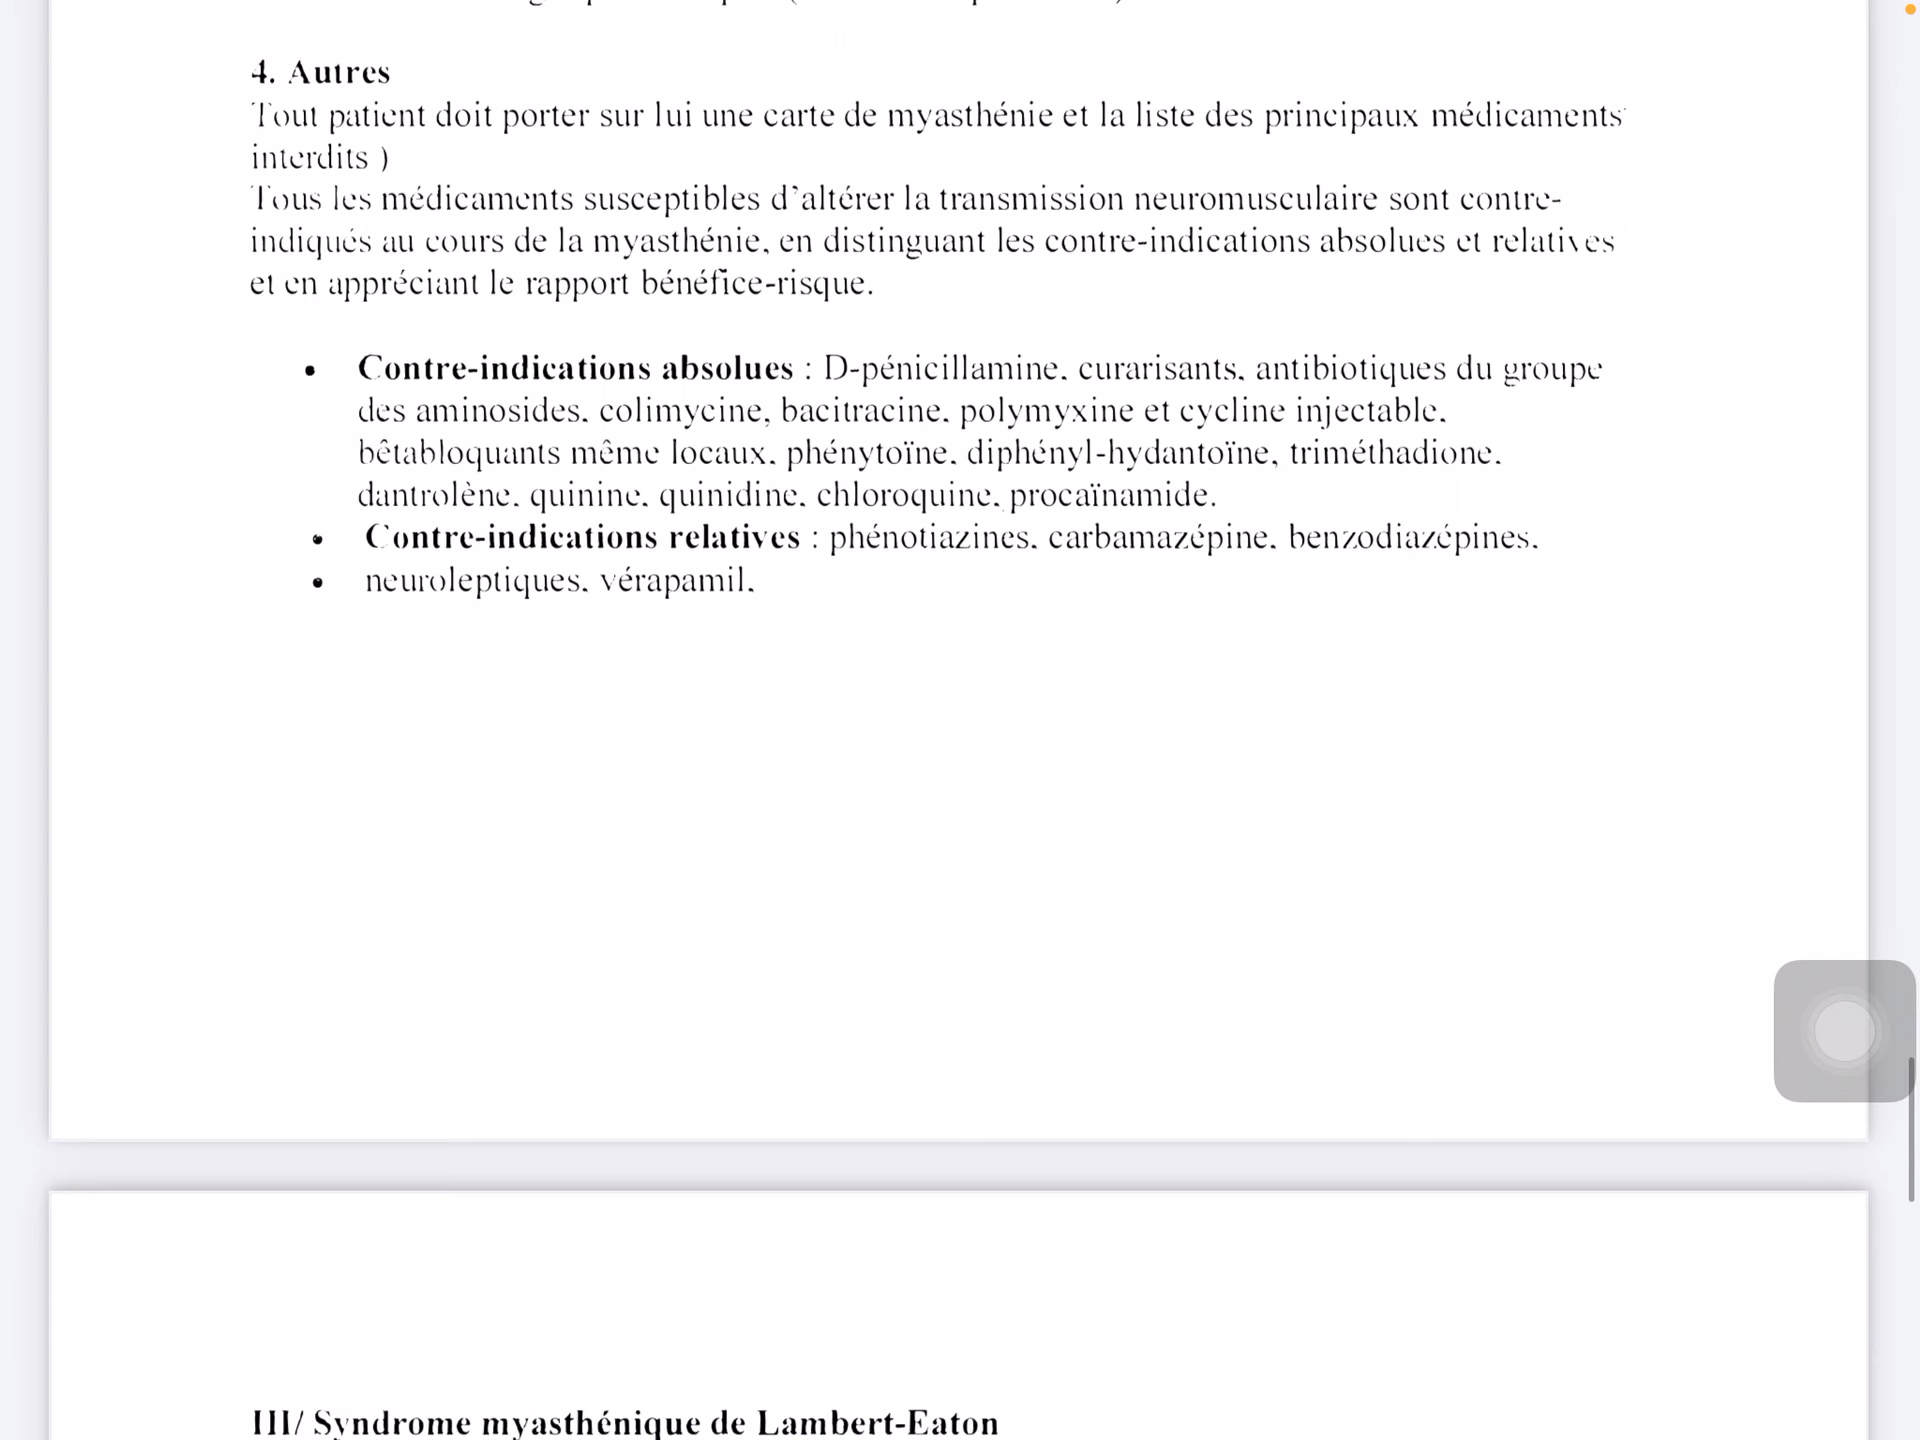 4. Autres
Tout patient doit porter sur lui une carte de myasthénie et la liste des principaux médicaments
interdits )
Tous les médicaments susceptibles d'altérer la transmission neuromusculaire sont contre-
indiqués au cours de la myasthénie, en distinguant les contre-indications absolues et relatives
et en appréciant le rapport bénéfice-risque.
• Contre-indications absolues : D-pénicillamine, curarisants, antibiotiques du groupe
des aminosides, colimycine, bacitracine, polymyxine et cycline injectable,
bêtabloquants même locaux, phénytoïne, diphényl-hydantoïne, triméthadione,
dantrolène, quinine, quinidine, chloroquine, procaïnamide.
• Contre-indications relatives : phénotiazines, carbamazépine, benzodiazépines,
• neuroleptiques, vérapamil,
III/ Syndrome myasthénique de Lambert-Eaton